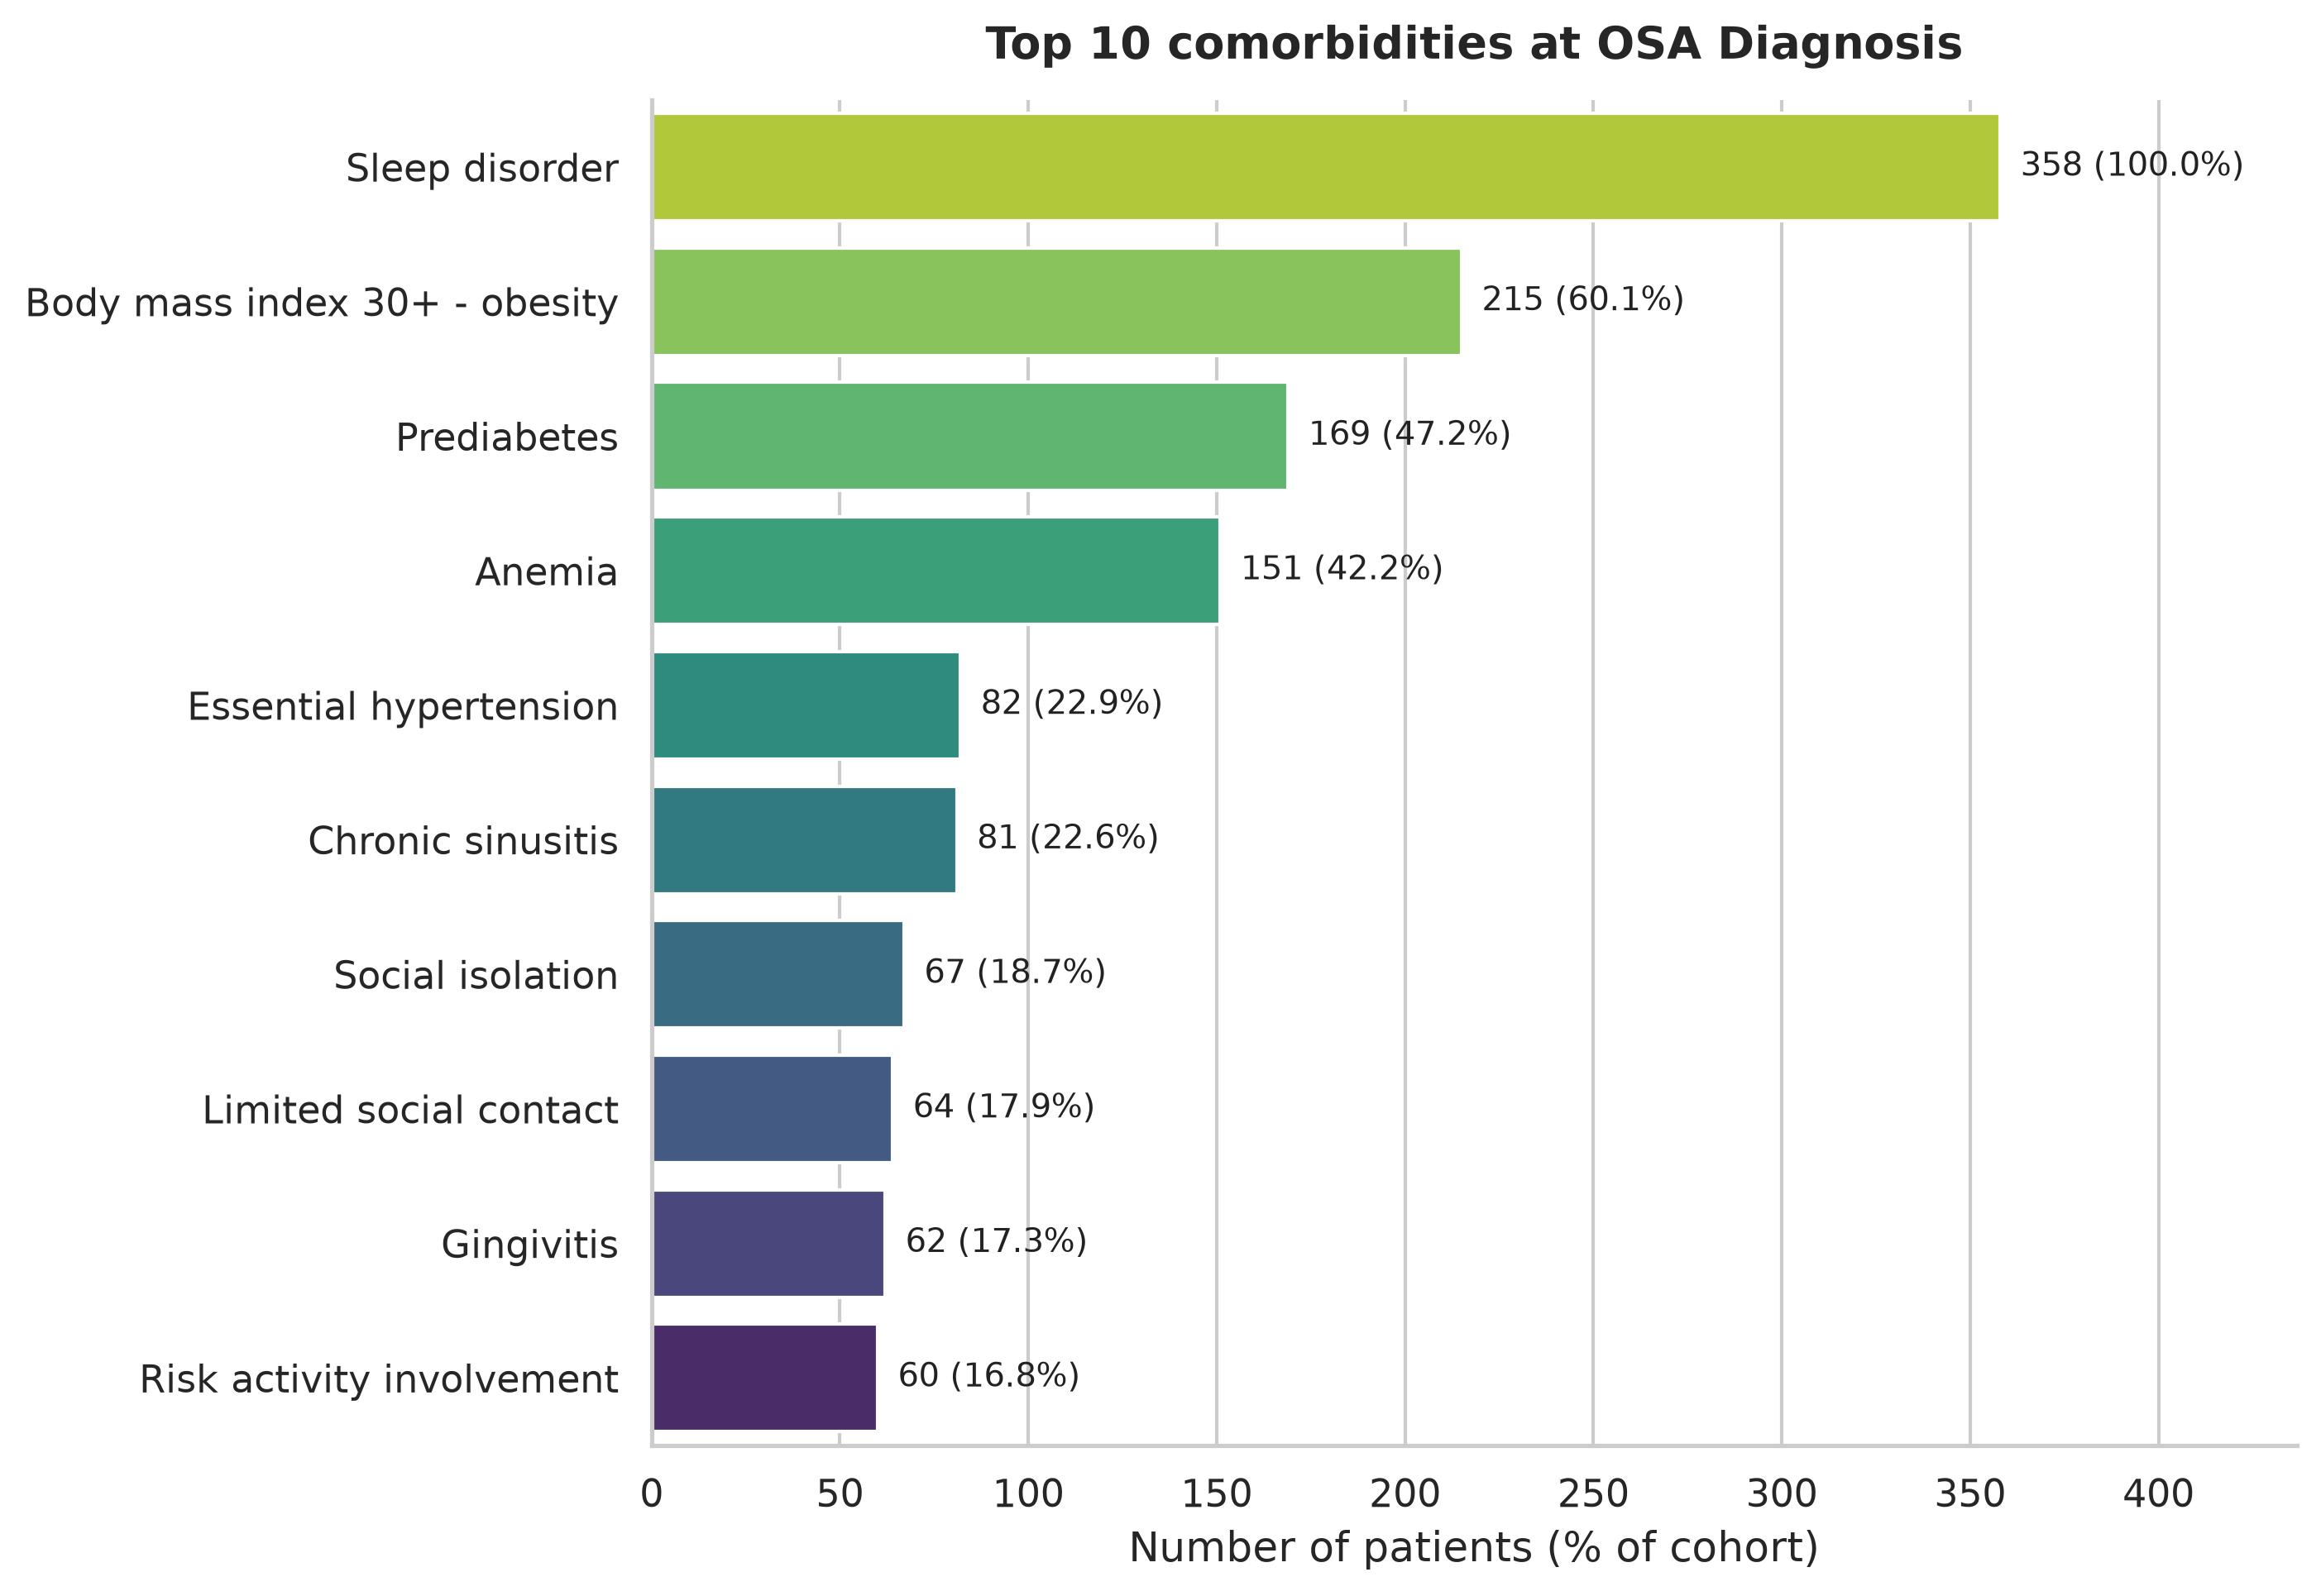 Top 10 comorbidities at OSA Diagnosis
Sleep disorder 358 (100.0%)
Body mass index 30+ - obesity 215 (60.1%)
Prediabetes 169 (47.2%)
Anemia 151 (42.2%)
Essential hypertension 82 (22.9%)
Chronic sinusitis 81 (22.6%)
Social isolation 67 (18.7%)
Limited social contact 64 (17.9%)
Gingivitis 62 (17.3%)
Risk activity involvement 60 (16.8%)
0 50 100 150 200 250 300 350 400
Number of patients (% of cohort)